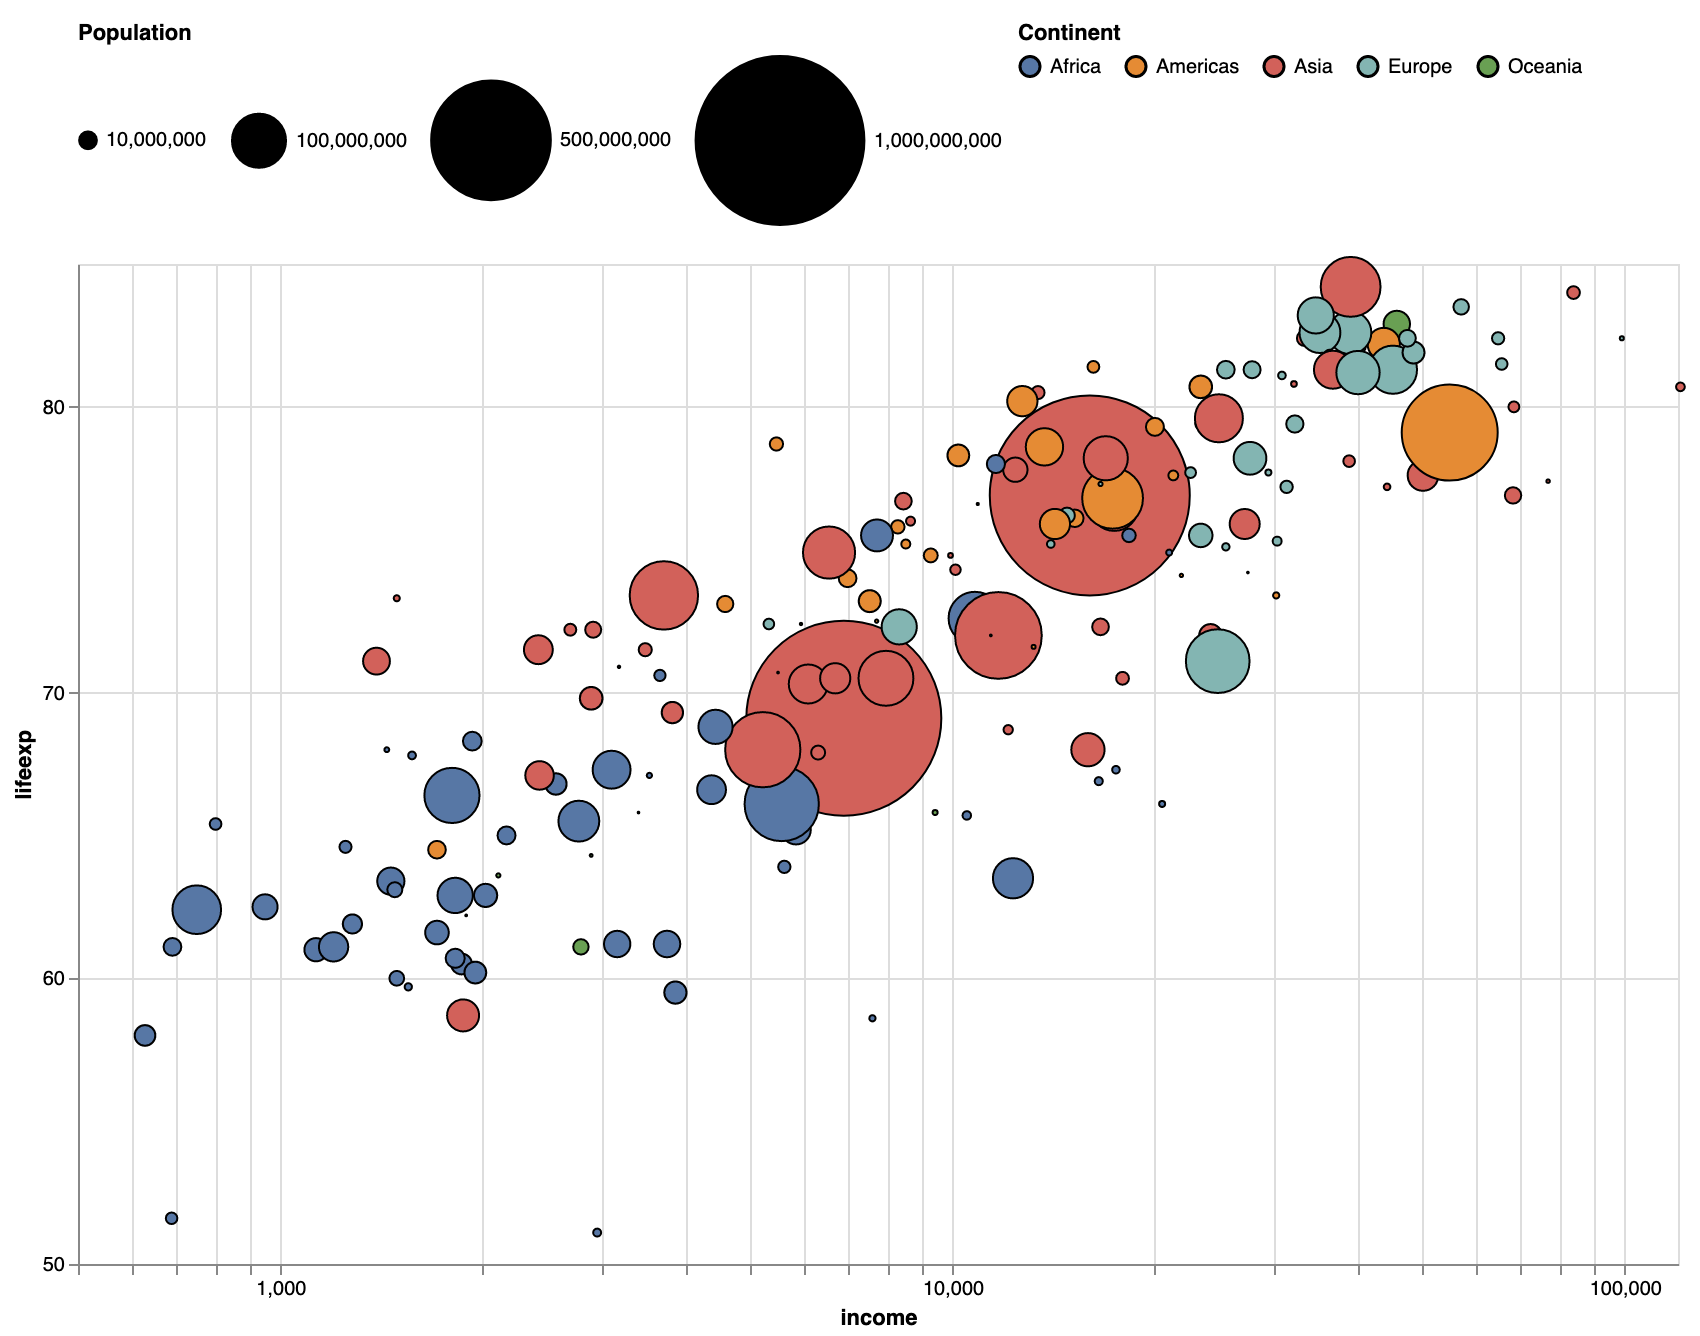 Population
Continent
Africa Americas Asia Europe Oceania
10,000,000 100,000,000 500,000,000 1,000,000,000
80
70
60
50
lifeexp
1,000 10,000 100,000
income